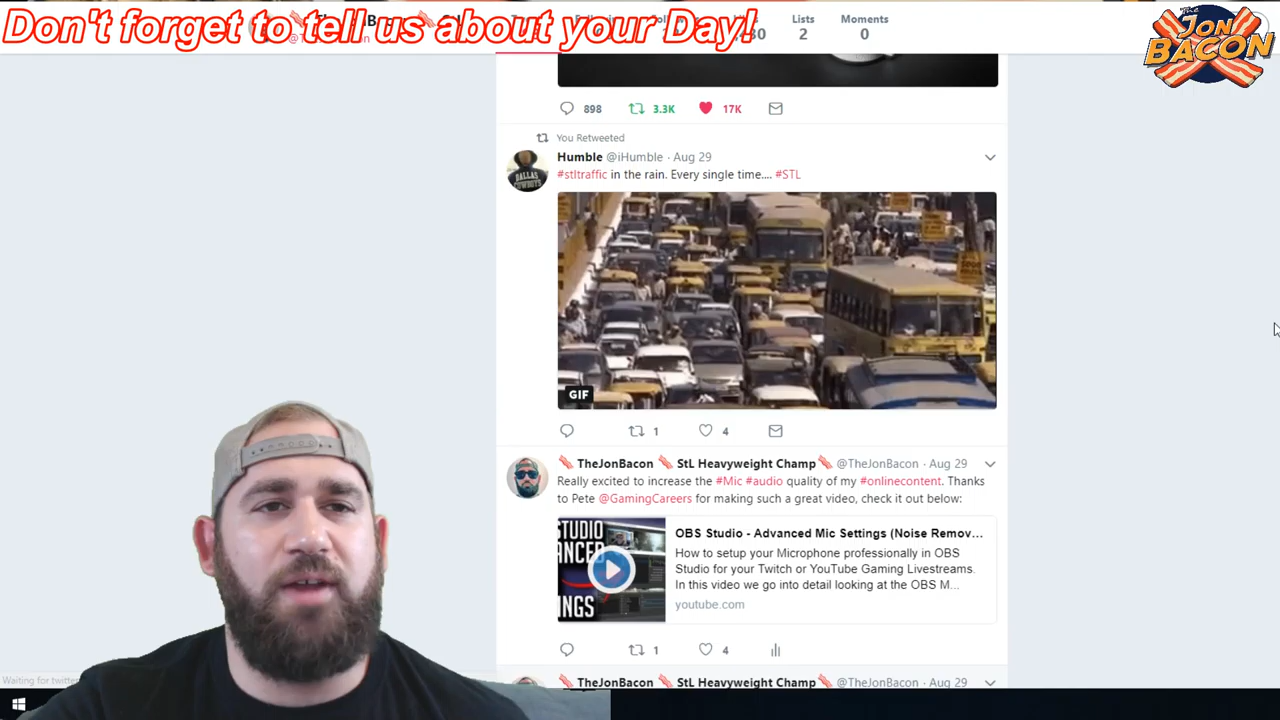 Don't forget to tell us about your Day!
Lists
Moments
2
0
The
JON
BACON
898
3.3K
17K
You Retweeted
Humble @iHumble · Aug 29
#stltraffic in the rain. Every single time.... #STL
DALLAS
COWBOYS
GIF
1
4
TheJonBacon StL Heavyweight Champ @TheJonBacon · Aug 29
Really excited to increase the #Mic #audio quality of my #onlinecontent. Thanks
to Pete @GamingCareers for making such a great video, check it out below:
OBS Studio - Advanced Mic Settings (Noise Remov...
How to setup your Microphone professionally in OBS
Studio for your Twitch or YouTube Gaming Livestreams.
In this video we go into detail looking at the OBS M...
youtube.com
1
4
TheJonBacon StL Heavyweight Champ @TheJonBacon · Aug 29
Waiting for twitter